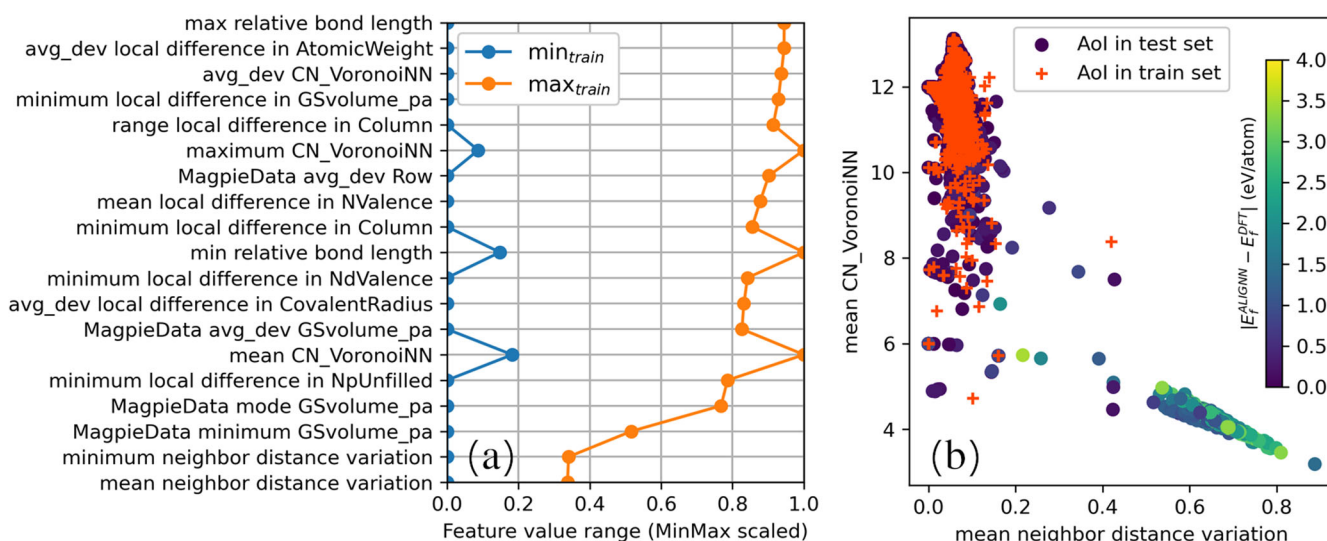 max relative bond length
avg_dev local difference in AtomicWeight
avg_dev CN_VoronoiNN
minimum local difference in GSvolume_pa
range local difference in Column
maximum CN_VoronoiNN
MagpieData avg_dev Row
mean local difference in NValence
minimum local difference in Column
min relative bond length
minimum local difference in NdValence
avg_dev local difference in CovalentRadius
MagpieData avg_dev GSvolume_pa
mean CN_VoronoiNN
minimum local difference in NpUnfilled
MagpieData mode GSvolume_pa
MagpieData minimum GSvolume_pa
minimum neighbor distance variation
mean neighbor distance variation
min_train
max_train
(a)
0.0 0.2 0.4 0.6 0.8 1.0
Feature value range (MinMax scaled)
mean CN_VoronoiNN
12
10
8
6
4
AoI in test set
AoI in train set
(b)
0.0 0.2 0.4 0.6 0.8
mean neighbor distance variation
|E_f^ALIGNN − E_f^DFT| (eV/atom)
4.0
3.5
3.0
2.5
2.0
1.5
1.0
0.5
0.0